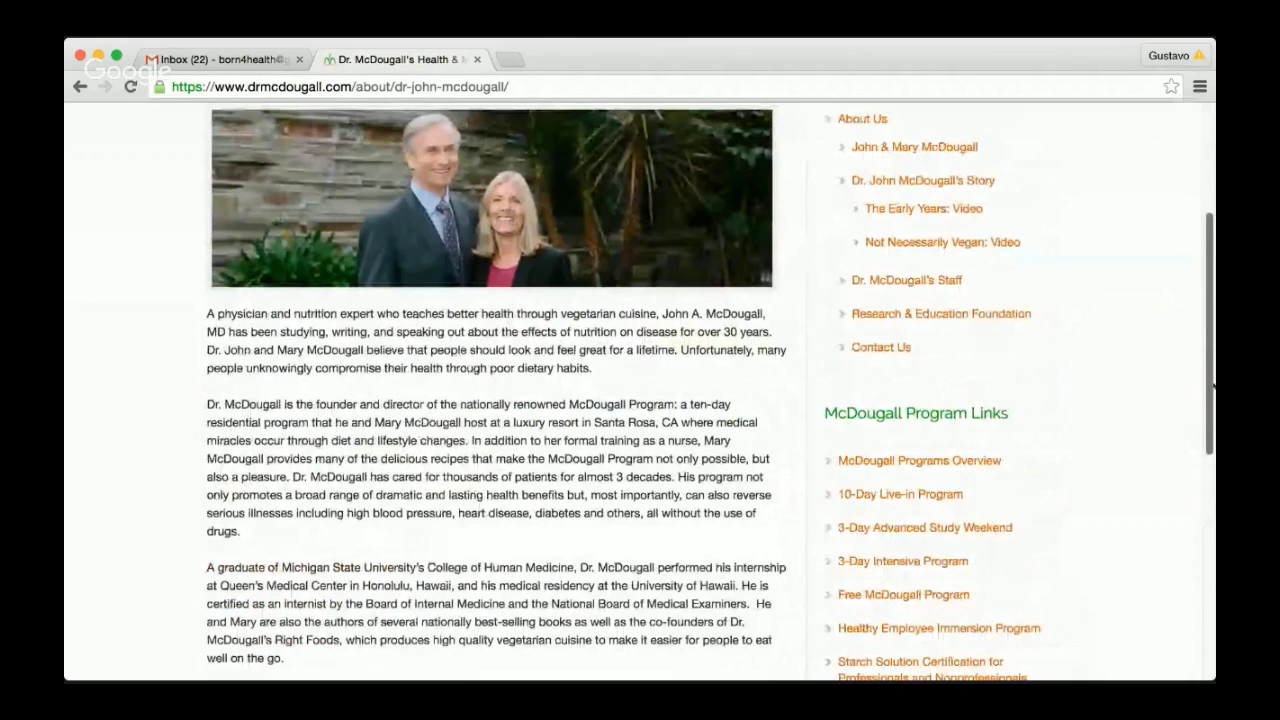 Inbox (22) - born4health@
Dr. McDougall's Health &
Gustavo
Google
https://www.drmcdougall.com/about/dr-john-mcdougall/
A physician and nutrition expert who teaches better health through vegetarian cuisine, John A. McDougall,
MD has been studying, writing, and speaking out about the effects of nutrition on disease for over 30 years.
Dr. John and Mary McDougall believe that people should look and feel great for a lifetime. Unfortunately, many
people unknowingly compromise their health through poor dietary habits.
Dr. McDougall is the founder and director of the nationally renowned McDougall Program: a ten-day
residential program that he and Mary McDougall host at a luxury resort in Santa Rosa, CA where medical
miracles occur through diet and lifestyle changes. In addition to her formal training as a nurse, Mary
McDougall provides many of the delicious recipes that make the McDougall Program not only possible, but
also a pleasure. Dr. McDougall has cared for thousands of patients for almost 3 decades. His program not
only promotes a broad range of dramatic and lasting health benefits but, most importantly, can also reverse
serious illnesses including high blood pressure, heart disease, diabetes and others, all without the use of
drugs.
A graduate of Michigan State University's College of Human Medicine, Dr. McDougall performed his internship
at Queen's Medical Center in Honolulu, Hawaii, and his medical residency at the University of Hawaii. He is
certified as an internist by the Board of Internal Medicine and the National Board of Medical Examiners. He
and Mary are also the authors of several nationally best-selling books as well as the co-founders of Dr.
McDougall's Right Foods, which produces high quality vegetarian cuisine to make it easier for people to eat
well on the go.
About Us
John & Mary McDougall
Dr. John McDougall's Story
The Early Years: Video
Not Necessarily Vegan: Video
Dr. McDougall's Staff
Research & Education Foundation
Contact Us
McDougall Program Links
McDougall Programs Overview
10-Day Live-in Program
3-Day Advanced Study Weekend
3-Day Intensive Program
Free McDougall Program
Healthy Employee Immersion Program
Starch Solution Certification for
Professionals and Nonprofessionals